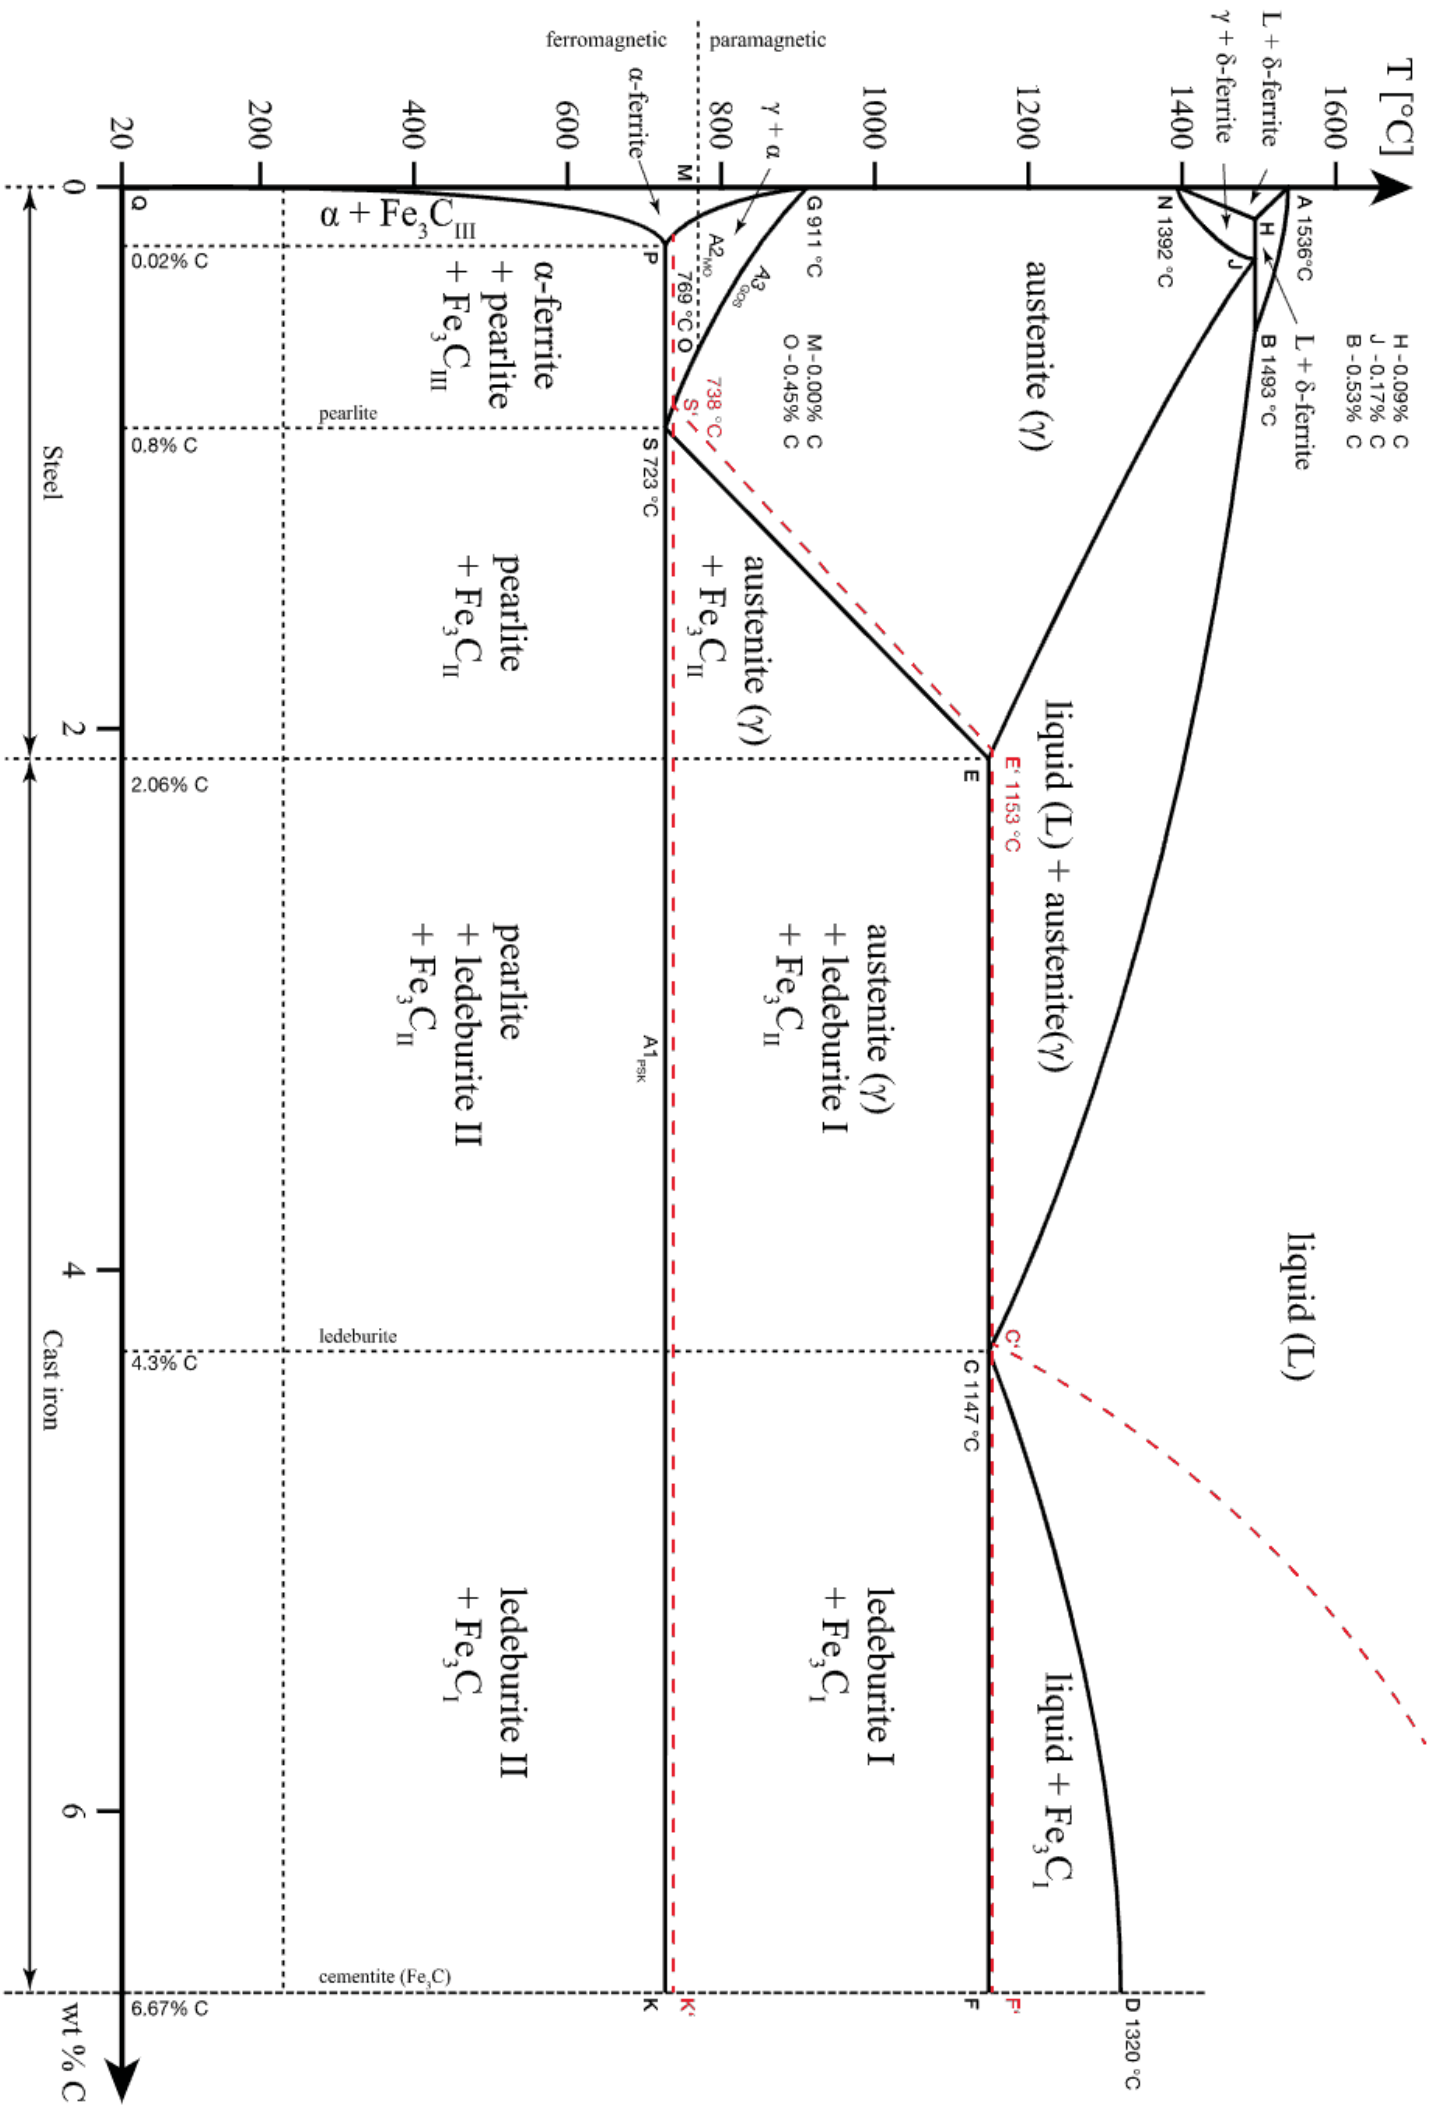 T [°C]
1600
1400
1200
1000
800
600
400
200
20
L + δ-ferrite
γ + δ-ferrite
γ + α
α-ferrite
paramagnetic
ferromagnetic
A 1536°C
H
J
N 1392 °C
B 1493 °C
L + δ-ferrite
H -0.09% C
J -0.17% C
B -0.53% C
liquid (L)
austenite (γ)
liquid (L) + austenite(γ)
liquid + Fe3CI
D 1320 °C
G 911 °C
M -0.00% C
O -0.45% C
A3GOS
A2MO
M
769 °C O
738 °C
S'
E' 1153 °C
E
C'
C 1147 °C
F'
F
austenite (γ)
+ Fe3CII
austenite (γ)
+ ledeburite I
+ Fe3CII
ledeburite I
+ Fe3CI
P
S 723 °C
A1PSK
K'
K
α + Fe3CIII
α-ferrite
+ pearlite
+ Fe3CIII
pearlite
+ Fe3CII
pearlite
+ ledeburite II
+ Fe3CII
ledeburite II
+ Fe3CI
pearlite
ledeburite
cementite (Fe3C)
Q
0.02% C
0.8% C
2.06% C
4.3% C
6.67% C
0
2
4
6
wt % C
Steel
Cast iron